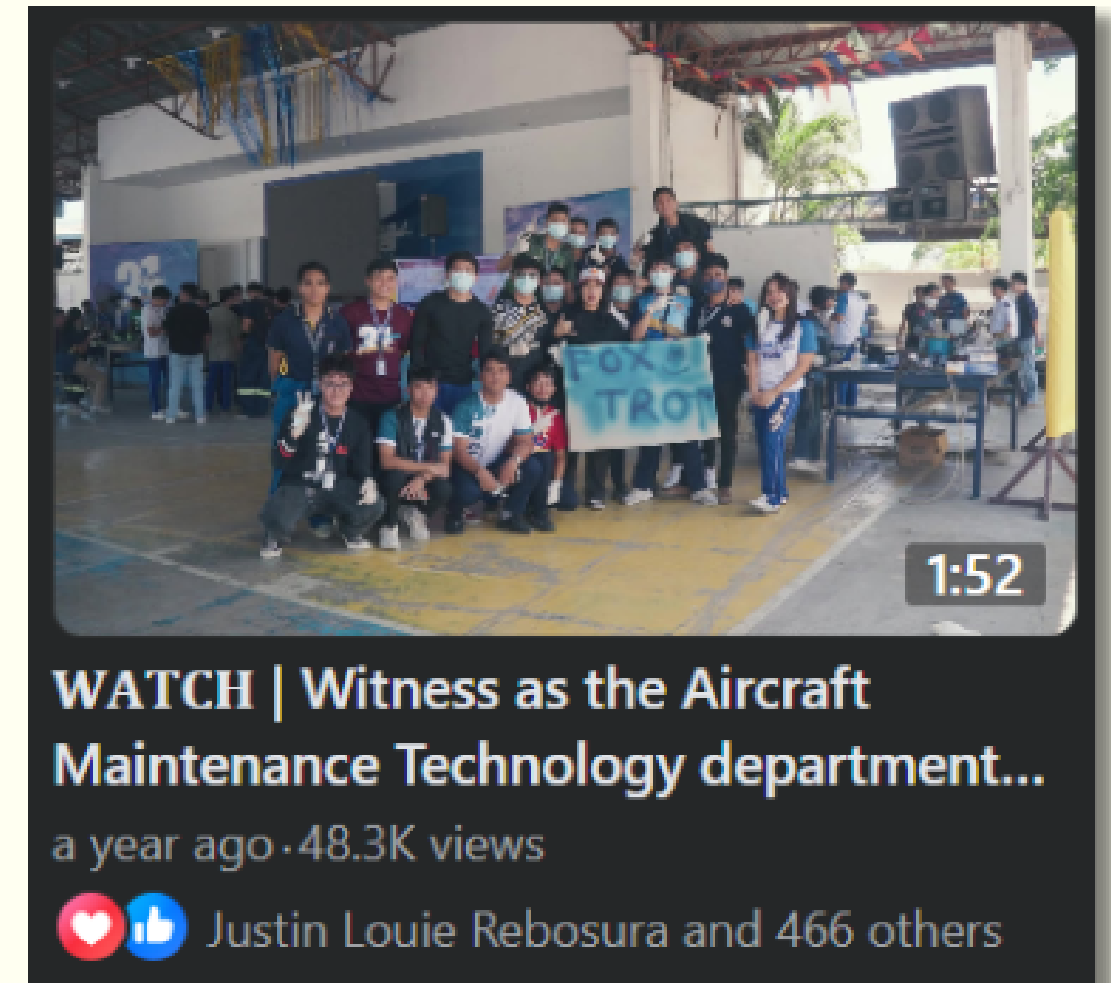 FOX
TROT
1:52
WATCH | Witness as the Aircraft
Maintenance Technology department...
a year ago · 48.3K views
Justin Louie Rebosura and 466 others